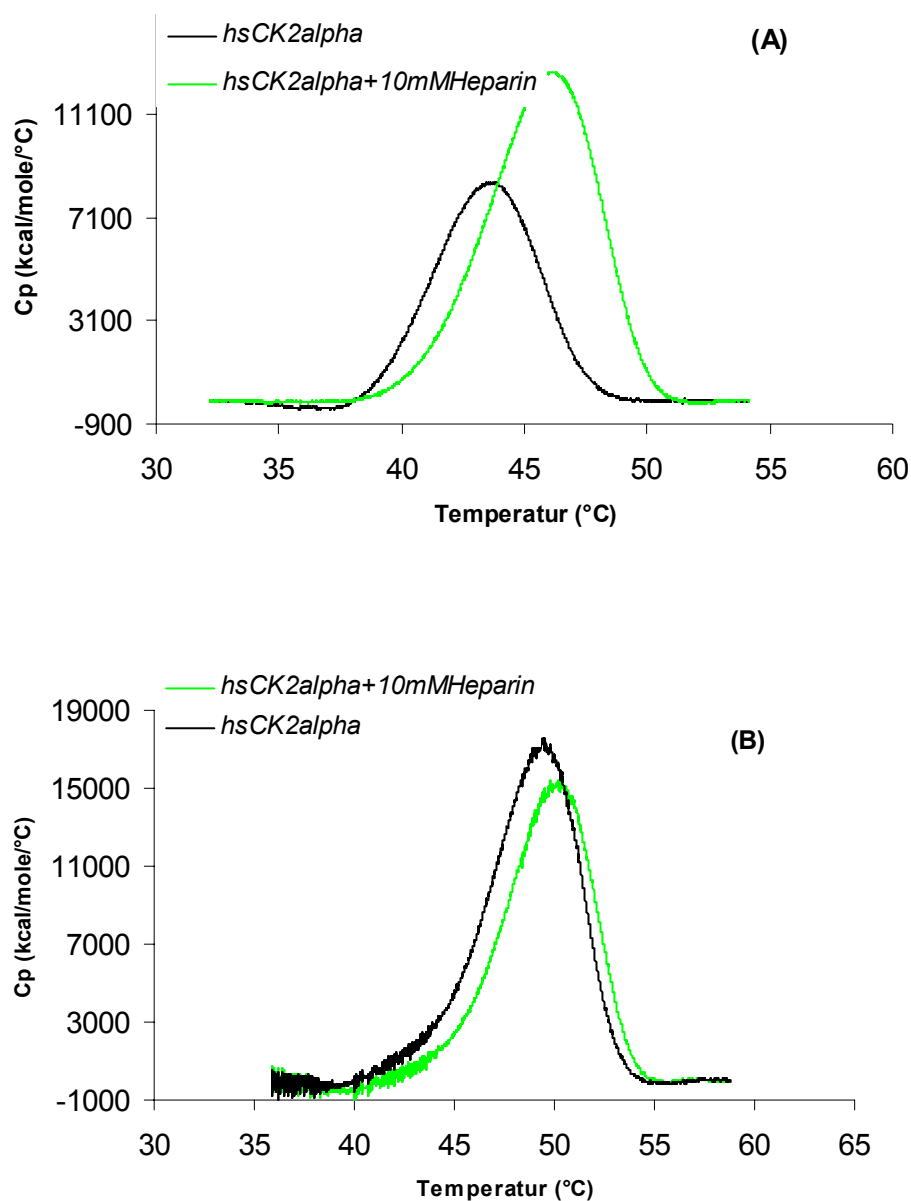 hsCK2alpha
(A)
hsCK2alpha+10mMHeparin
11100
7100
3100
-900
Cp (kcal/mole/°C)
30 35 40 45 50 55 60
Temperatur (°C)
hsCK2alpha+10mMHeparin
hsCK2alpha
(B)
19000
15000
11000
7000
3000
-1000
Cp (kcal/mole/°C)
30 35 40 45 50 55 60 65
Temperatur (°C)